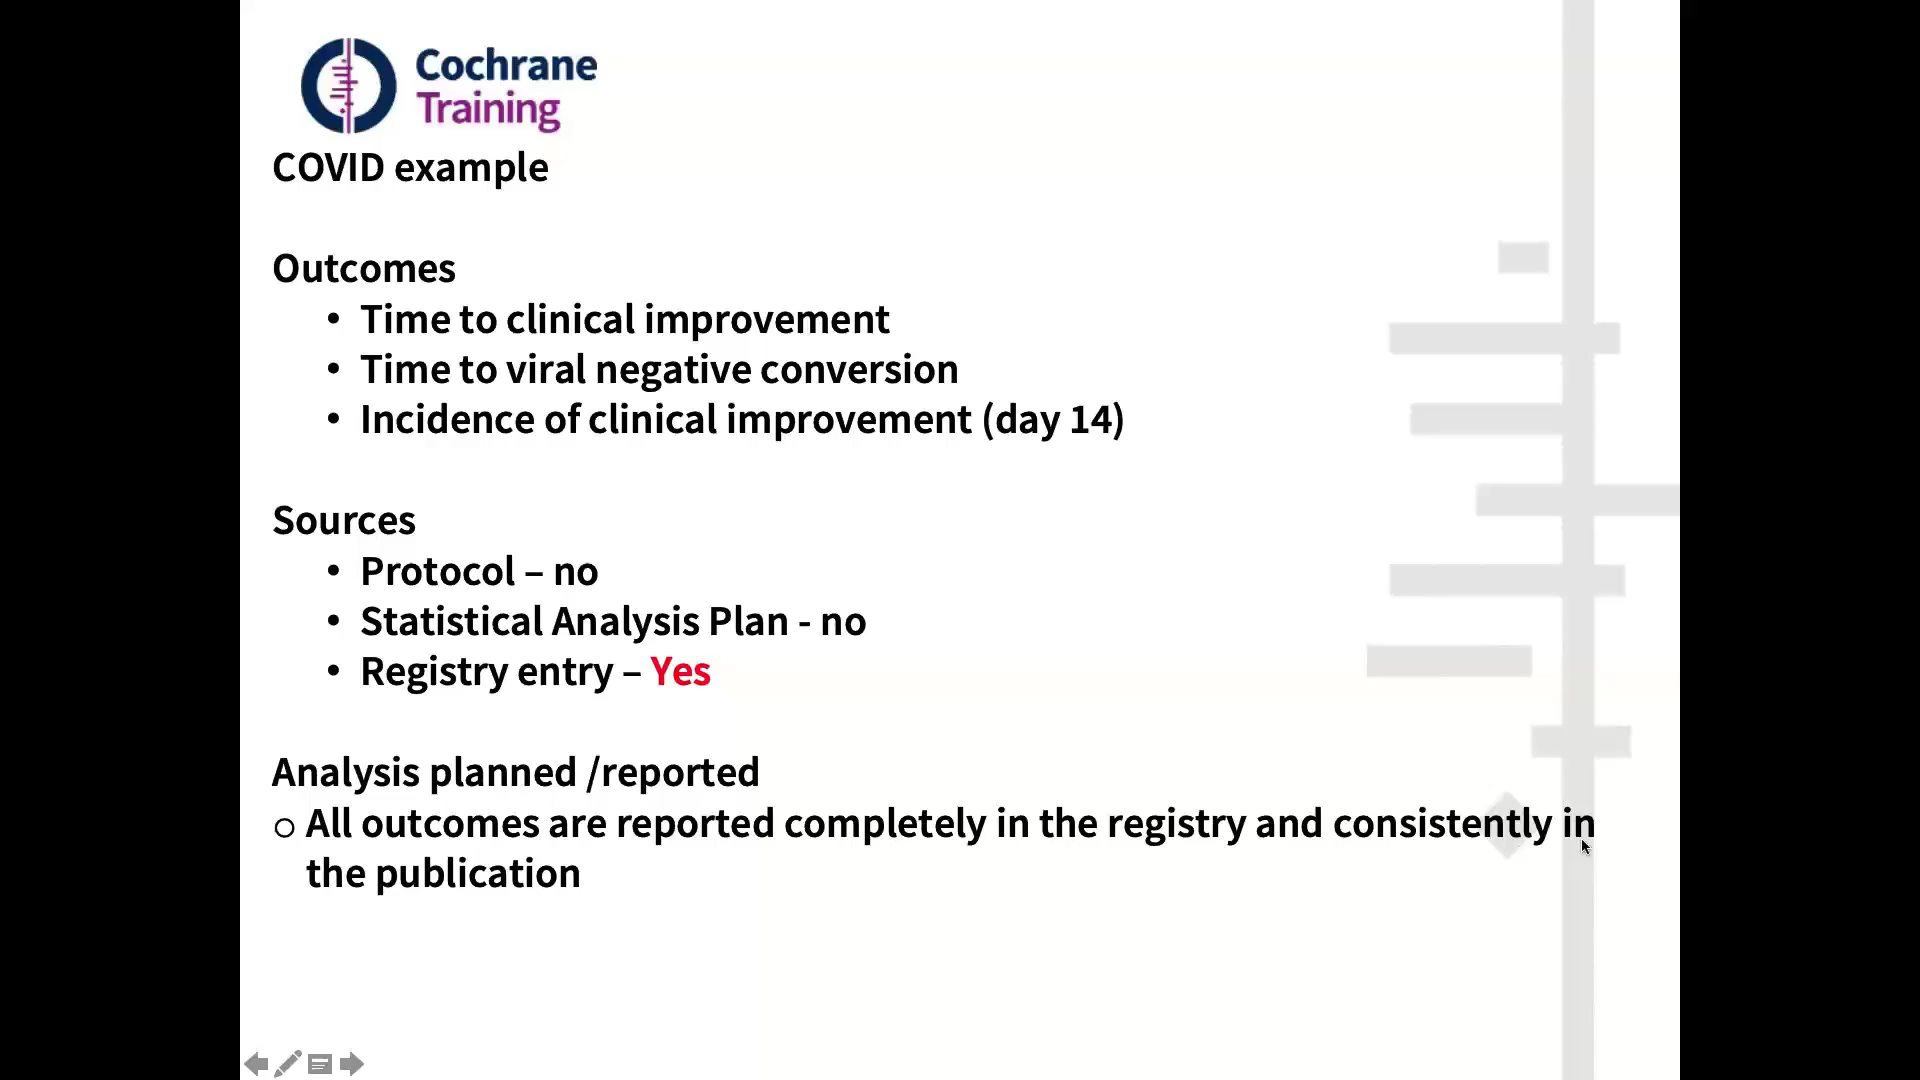 Cochrane
Training
COVID example
Outcomes
• Time to clinical improvement
• Time to viral negative conversion
• Incidence of clinical improvement (day 14)
Sources
• Protocol – no
• Statistical Analysis Plan - no
• Registry entry – Yes
Analysis planned /reported
o All outcomes are reported completely in the registry and consistently in
the publication